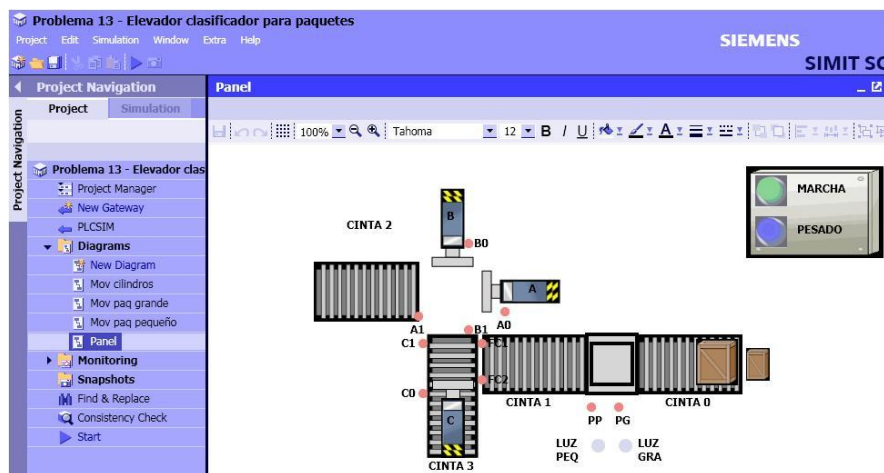 Problema 13 - Elevador clasificador para paquetes
Project Edit Simulation Window Extra Help
SIEMENS
SIMIT SC
Project Navigation
Panel
Project Simulation
100% Tahoma 12 B I U A
Project Navigation
Problema 13 - Elevador clas
Project Manager
New Gateway
PLCSIM
Diagrams
New Diagram
Mov cilindros
Mov paq grande
Mov paq pequeño
Panel
Monitoring
Snapshots
Find & Replace
Consistency Check
Start
MARCHA
PESADO
CINTA 2
B
B0
A
A0
A1
B1
C1
FC1
C0
FC2
CINTA 1
CINTA 0
C
PP PG
LUZ PEQ
LUZ GRA
CINTA 3